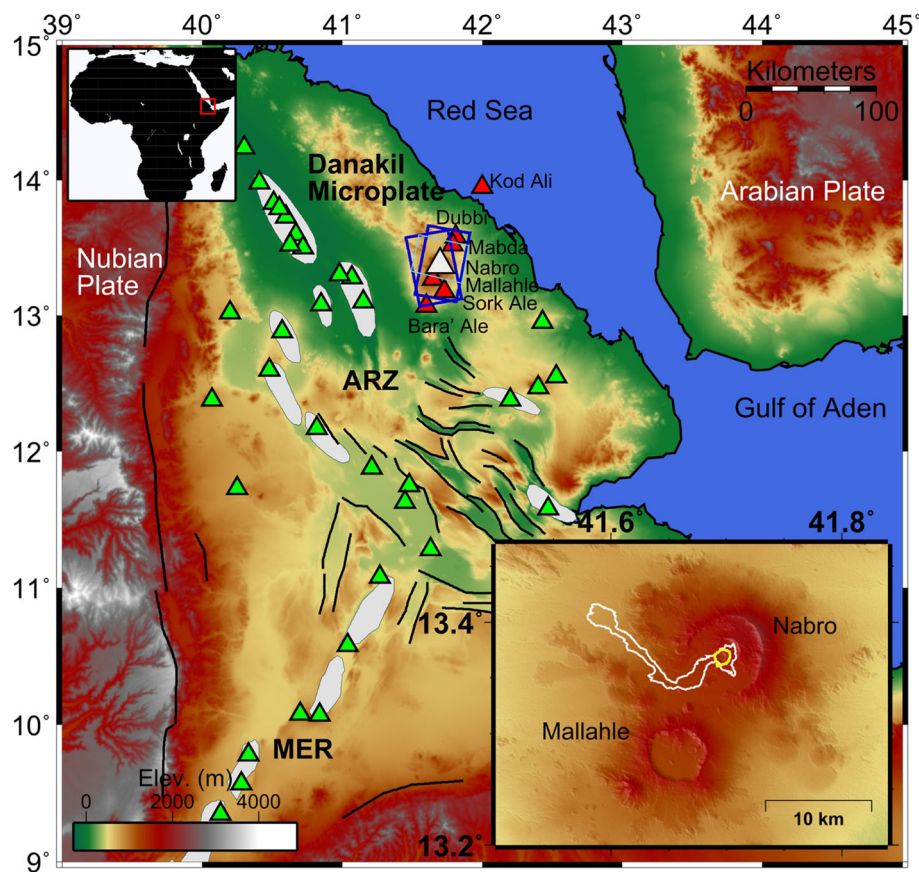 39° 40° 41° 42° 43° 44° 45°
15°
14°
13°
12°
11°
10°
9°
Kilometers
0 100
Red Sea
Danakil
Microplate
Kod Ali
Arabian Plate
Dubbi
Mabda
Nabro
Mallahle
Sork Ale
Bara' Ale
Nubian
Plate
ARZ
Gulf of Aden
41.6° 41.8°
13.4°
Nabro
Mallahle
10 km
13.2°
MER
Elev. (m)
0 2000 4000